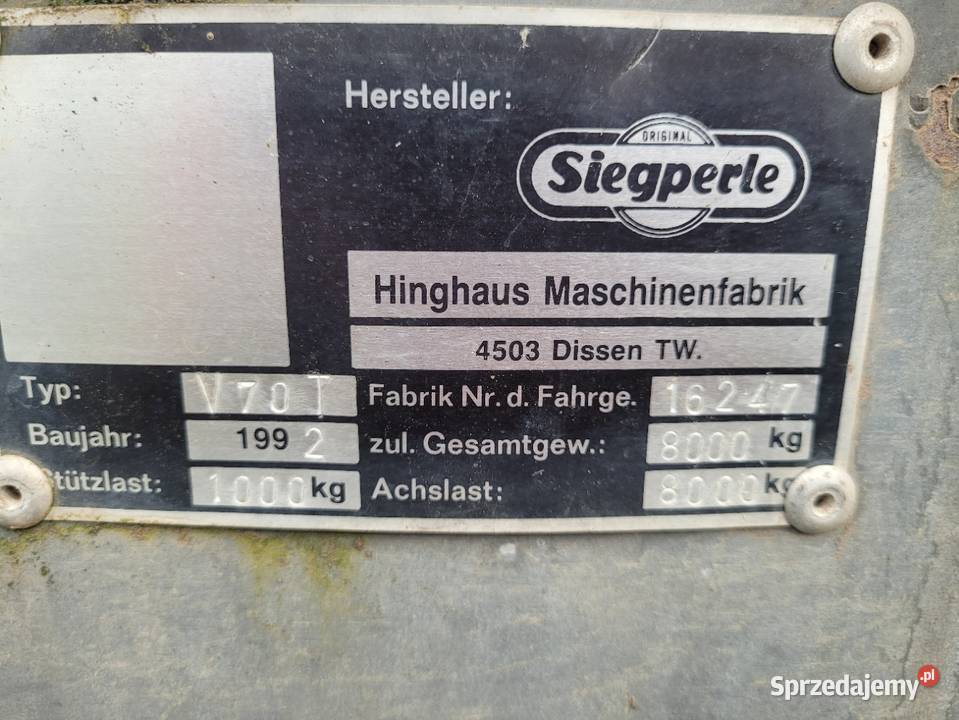 Hersteller:
ORIGINAL
Siegperle
Hinghaus Maschinenfabrik
4503 Dissen TW.
Typ: V70T Fabrik Nr. d. Fahrge. 16247
Baujahr: 1992 zul. Gesamtgew.: 8000 kg
Stützlast: 1000 kg Achslast: 8000 kg
Sprzedajemy.pl